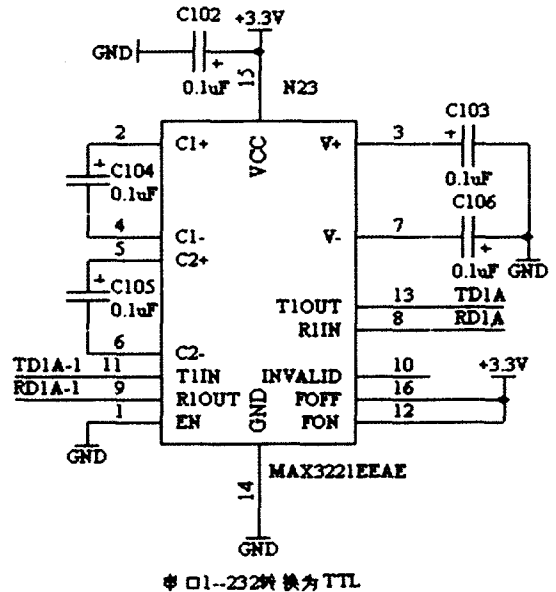 C102
+3.3V
GND
+
0.1uF
15
N23
2
C1+
VCC
V+
3
C103
+
0.1uF
+
C104
0.1uF
C106
4
C1-
V-
7
+
0.1uF
GND
5
C2+
+
C105
0.1uF
T1OUT
13
TD1A
R1IN
8
RD1A
6
C2-
TD1A-1
11
T1IN
INVALID
10
+3.3V
RD1A-1
9
R1OUT
GND
FOFF
16
1
EN
FON
12
GND
MAX3221EEAE
14
GND
串口1--232转换为TTL